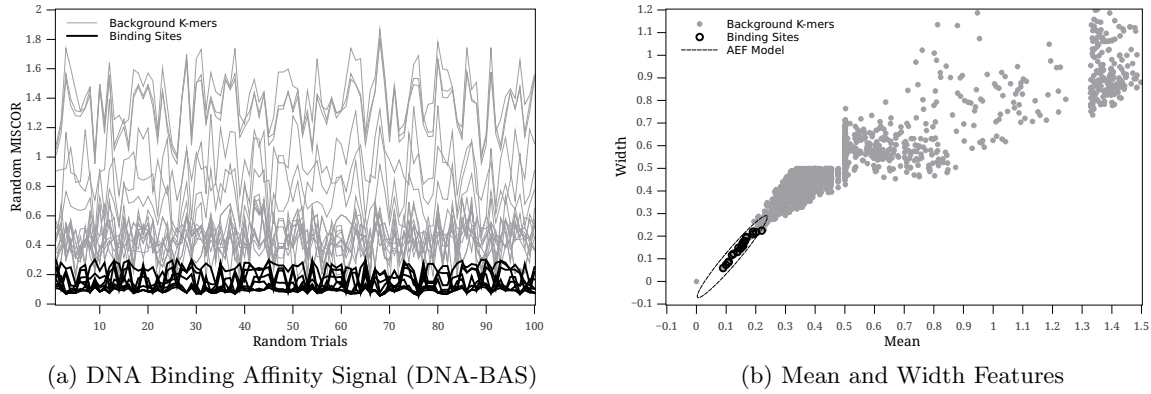 2
1.8
1.6
1.4
1.2
1
0.8
0.6
0.4
0.2
0
Random MISCOR
Background K-mers
Binding Sites
10 20 30 40 50 60 70 80 90 100
Random Trials
(a) DNA Binding Affinity Signal (DNA-BAS)
1.2
1.1
1
0.9
0.8
0.7
0.6
0.5
0.4
0.3
0.2
0.1
0
−0.1
Width
Background K-mers
Binding Sites
AEF Model
−0.1 0 0.1 0.2 0.3 0.4 0.5 0.6 0.7 0.8 0.9 1 1.1 1.2 1.3 1.4 1.5
Mean
(b) Mean and Width Features